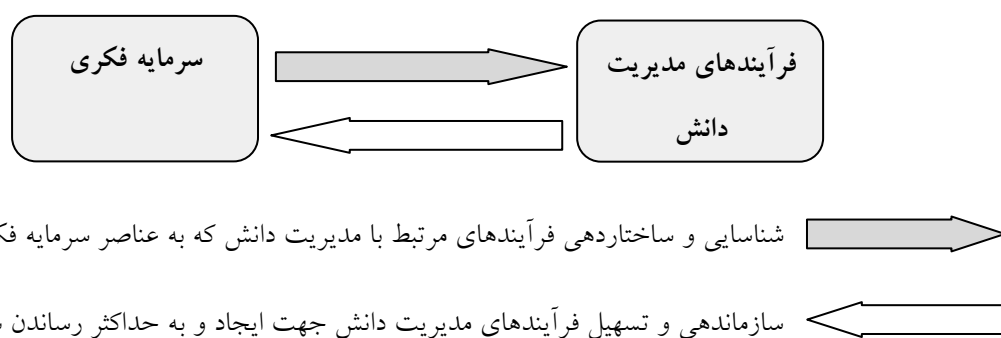 فرآیندهای مدیریت
دانش
سرمایه فکری
شناسایی و ساختاردهی فرآیندهای مرتبط با مدیریت دانش که به عناصر سرمایه
سازماندهی و تسهیل فرآیندهای مدیریت دانش جهت ایجاد و به حداکثر رساندن